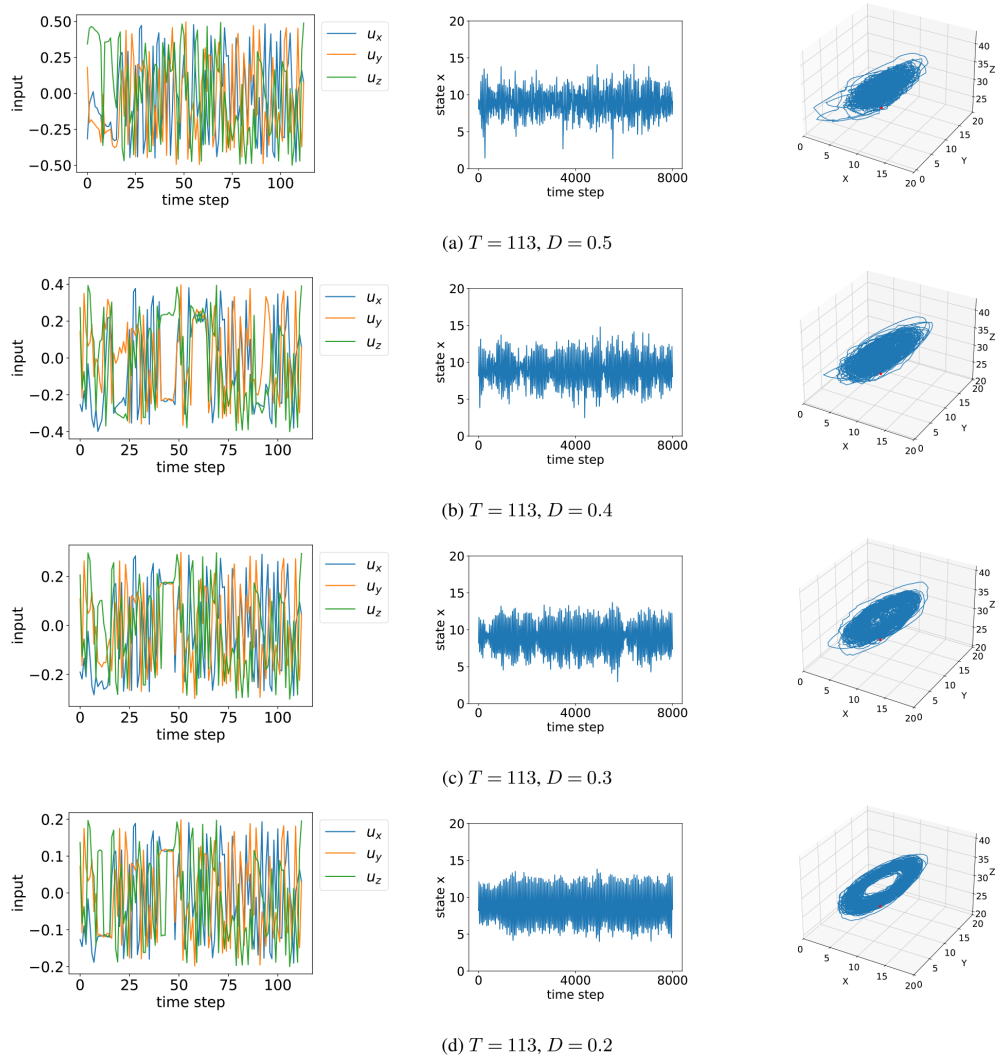 0.50
0.25
0.00
−0.25
−0.50
input
0 25 50 75 100
time step
u_x
u_y
u_z
20
15
10
5
0
state x
0 4000 8000
time step
40
35
30
25
20
Z
20
15
10
5
0
Y
0 5 10 15 20
X
(a) T = 113, D = 0.5
0.4
0.2
0.0
−0.2
−0.4
input
0 25 50 75 100
time step
u_x
u_y
u_z
20
15
10
5
0
state x
0 4000 8000
time step
40
35
30
25
20
Z
20
15
10
5
0
Y
0 5 10 15 20
X
(b) T = 113, D = 0.4
0.2
0.0
−0.2
input
0 25 50 75 100
time step
u_x
u_y
u_z
20
15
10
5
0
state x
0 4000 8000
time step
40
35
30
25
20
Z
20
15
10
5
0
Y
0 5 10 15 20
X
(c) T = 113, D = 0.3
0.2
0.1
0.0
−0.1
−0.2
input
0 25 50 75 100
time step
u_x
u_y
u_z
20
15
10
5
0
state x
0 4000 8000
time step
40
35
30
25
20
Z
20
15
10
5
0
Y
0 5 10 15 20
X
(d) T = 113, D = 0.2